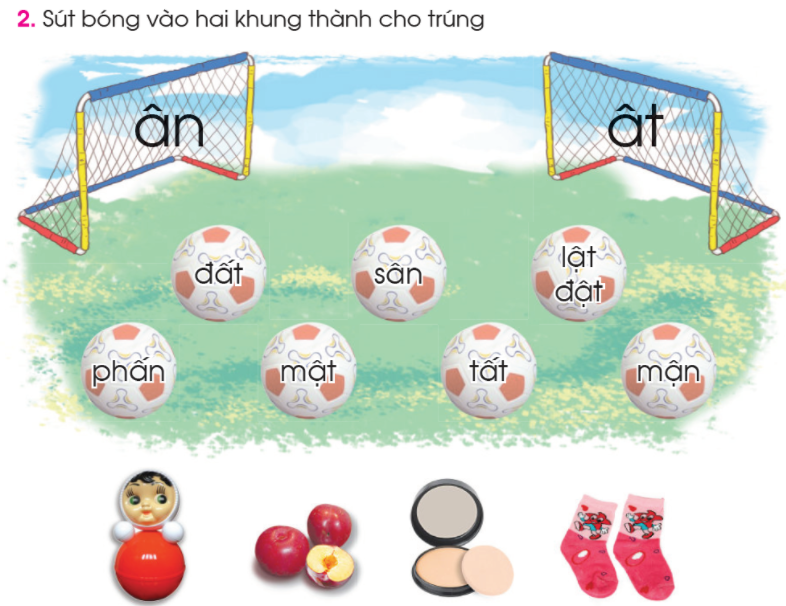 2. Sút bóng vào hai khung thành cho trúng
ân
ât
đất
sân
lật
đật
phấn
mật
tất
mận